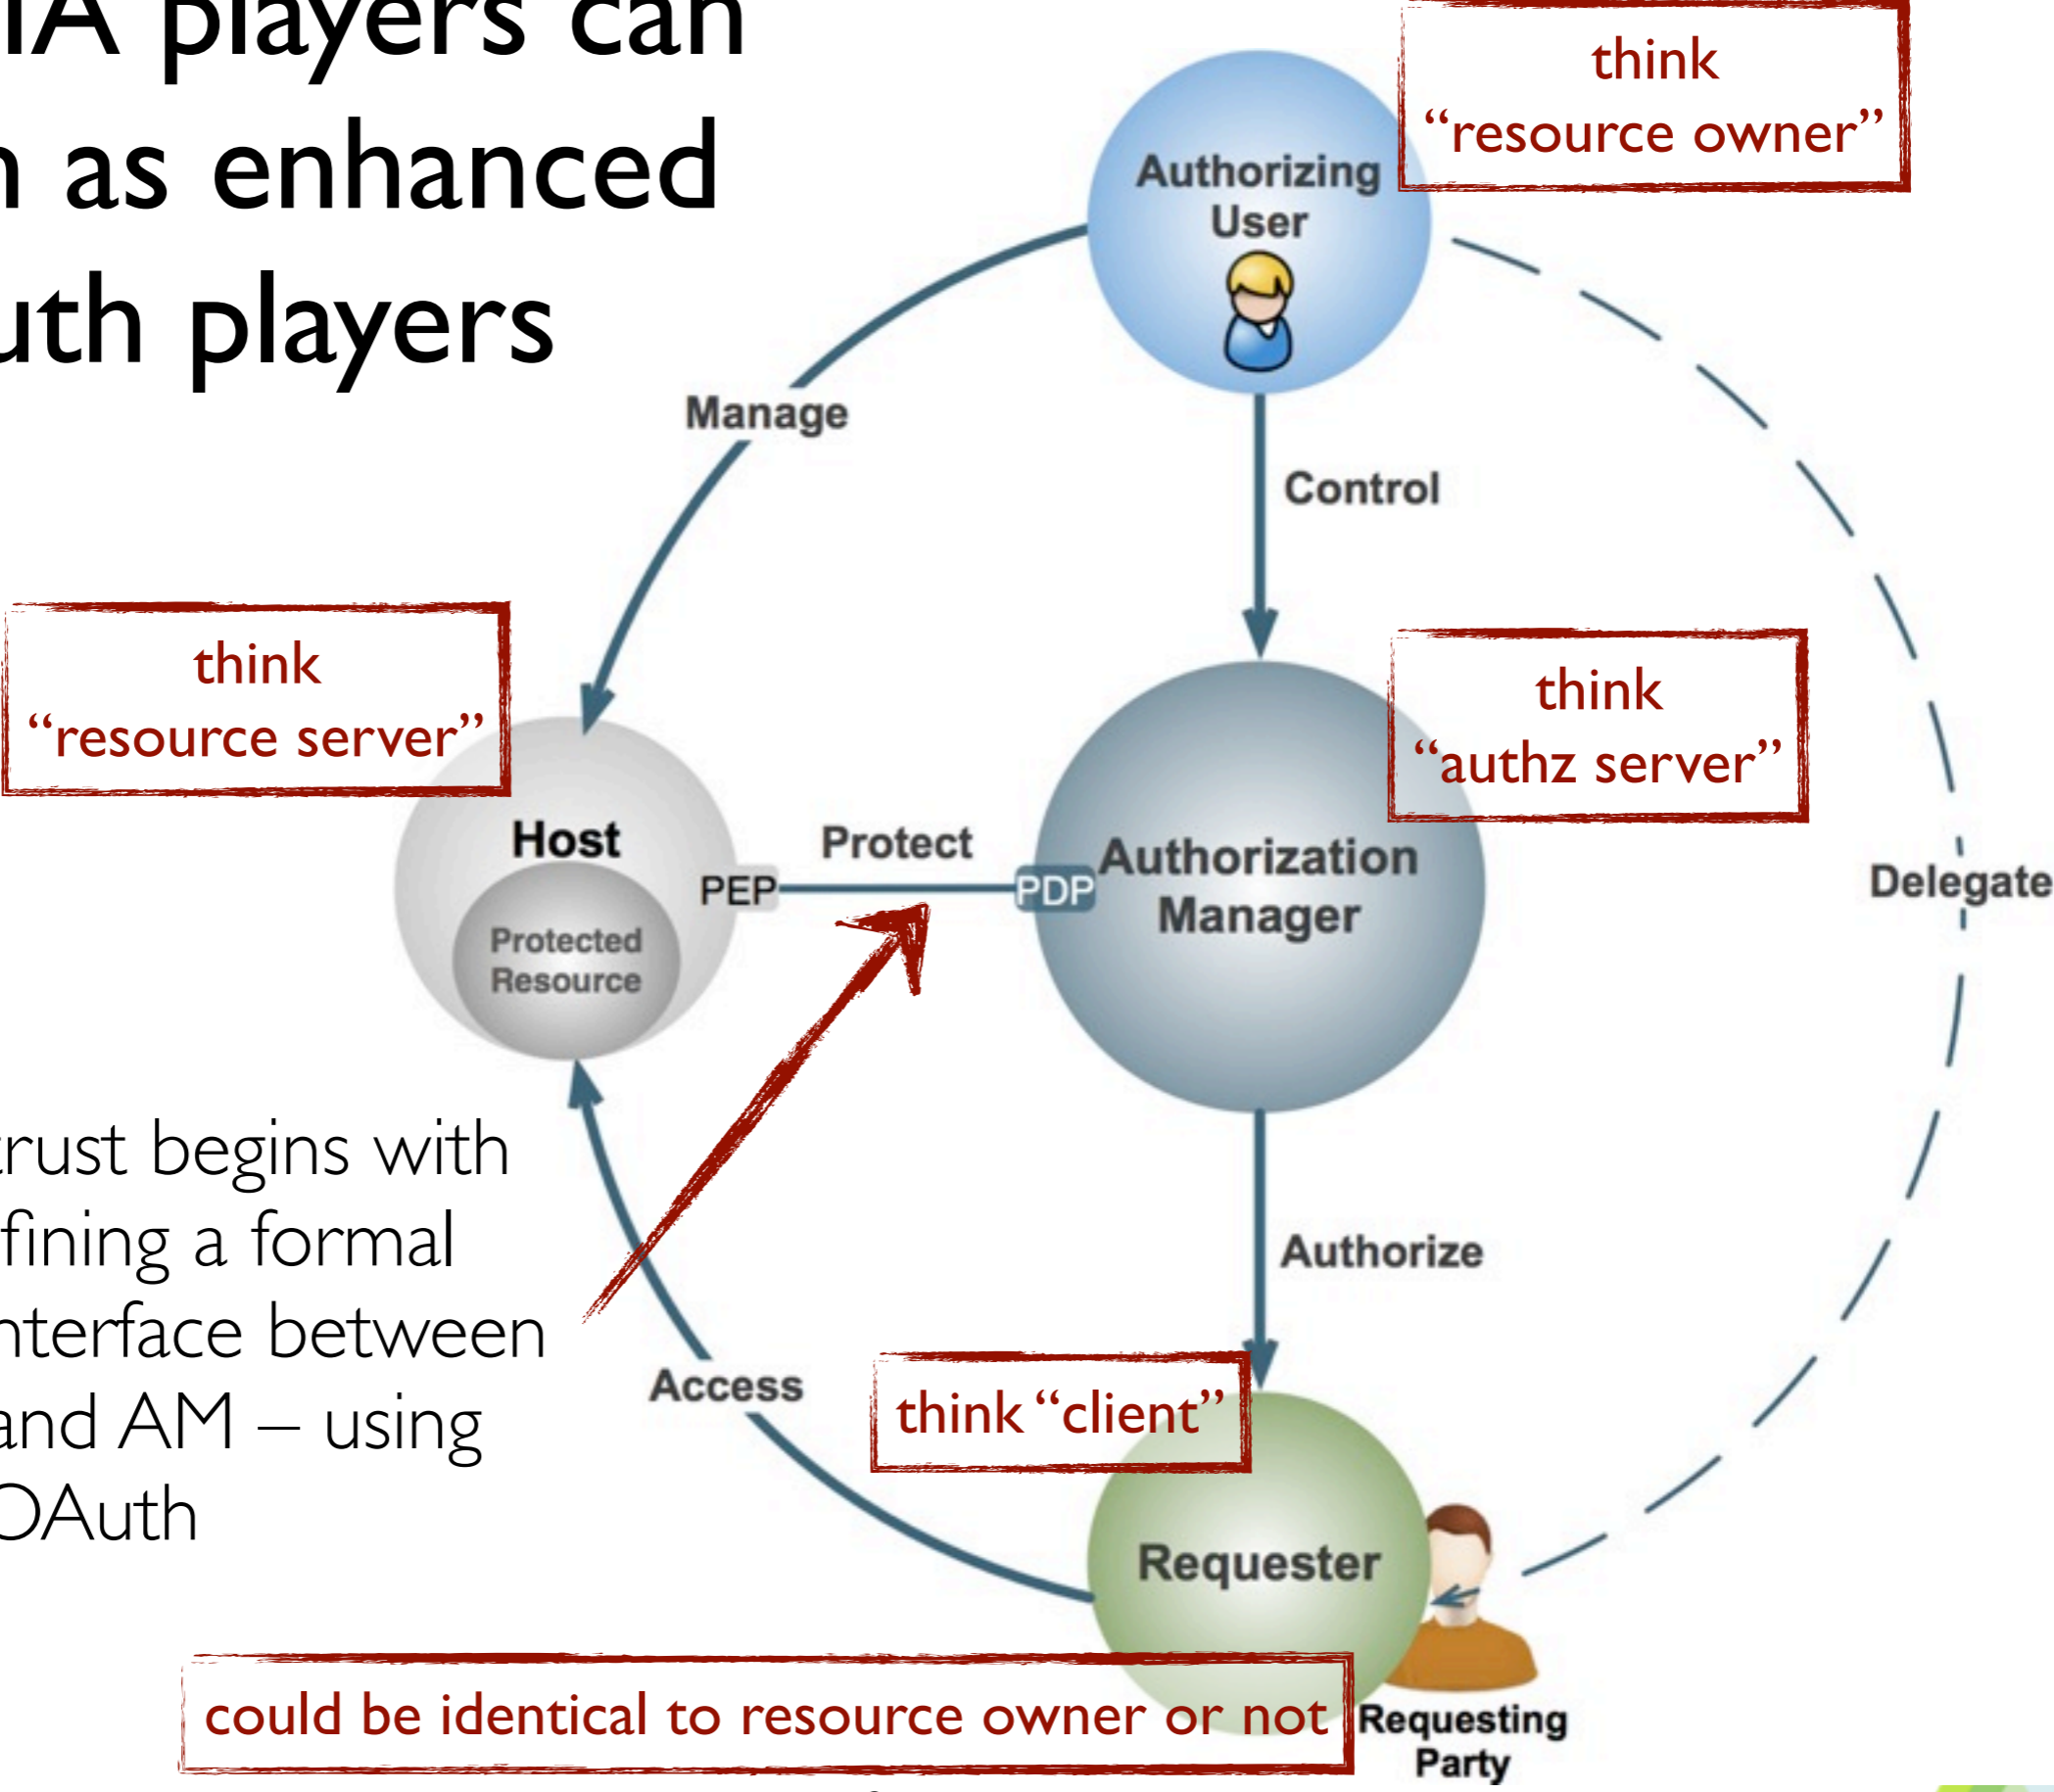 IA players can
as enhanced
uth players
think
“resource owner”
Authorizing
User
Manage
Control
think
“resource server”
think
“authz server”
Host
Protect
PEP
PDP
Authorization
Manager
Delegate
Protected
Resource
rust begins with
fining a formal
nterface between
and AM – using
OAuth
Authorize
Access
think “client”
Requester
could be identical to resource owner or not
Requesting
Party